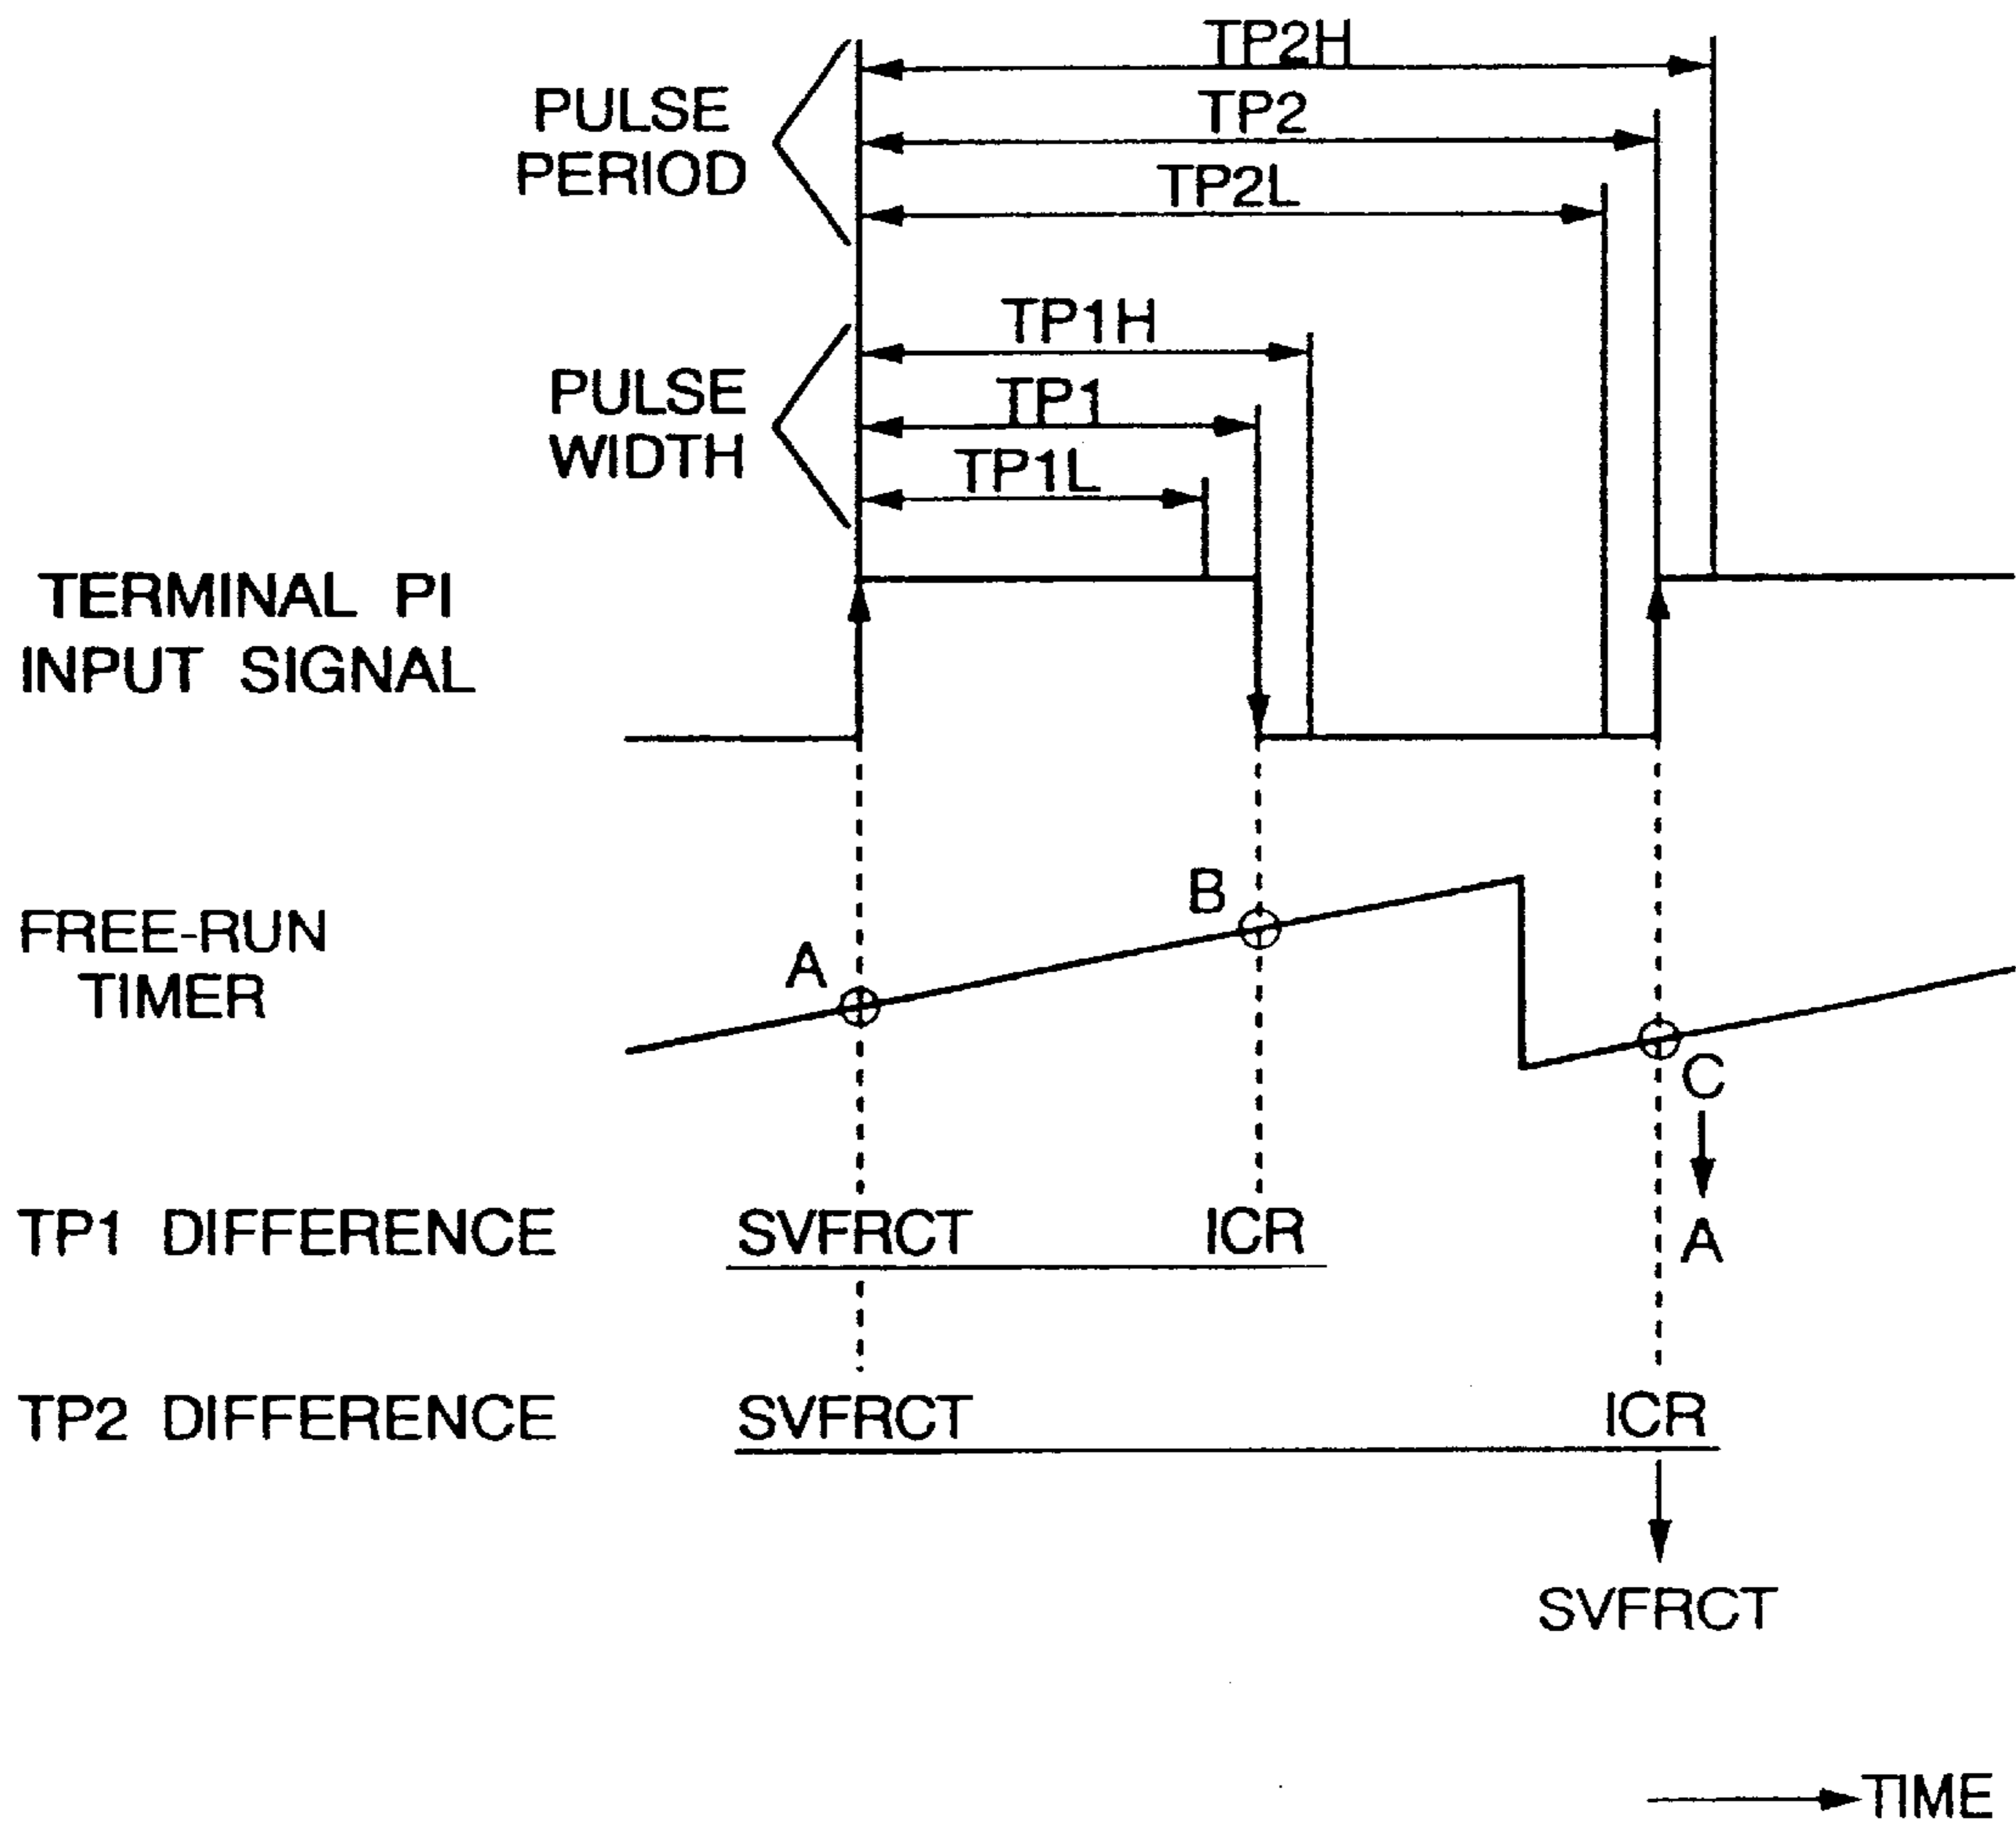 TP2H
TP2
TP2L
PULSE
PERIOD
TP1H
TP1
TP1L
PULSE
WIDTH
TERMINAL PI
INPUT SIGNAL
FREE-RUN
TIMER
A
B
C
A
TP1 DIFFERENCE SVFRCT ICR
TP2 DIFFERENCE SVFRCT ICR
SVFRCT
TIME